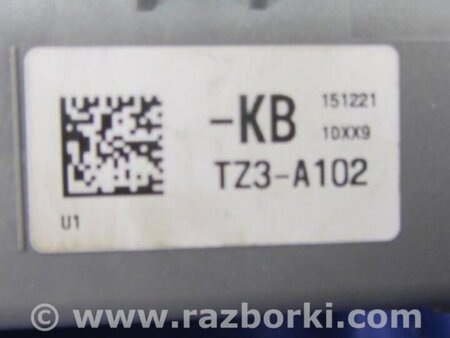 -KB 151221
1DXX9
TZ3-A102
U1
© www.razborki.com